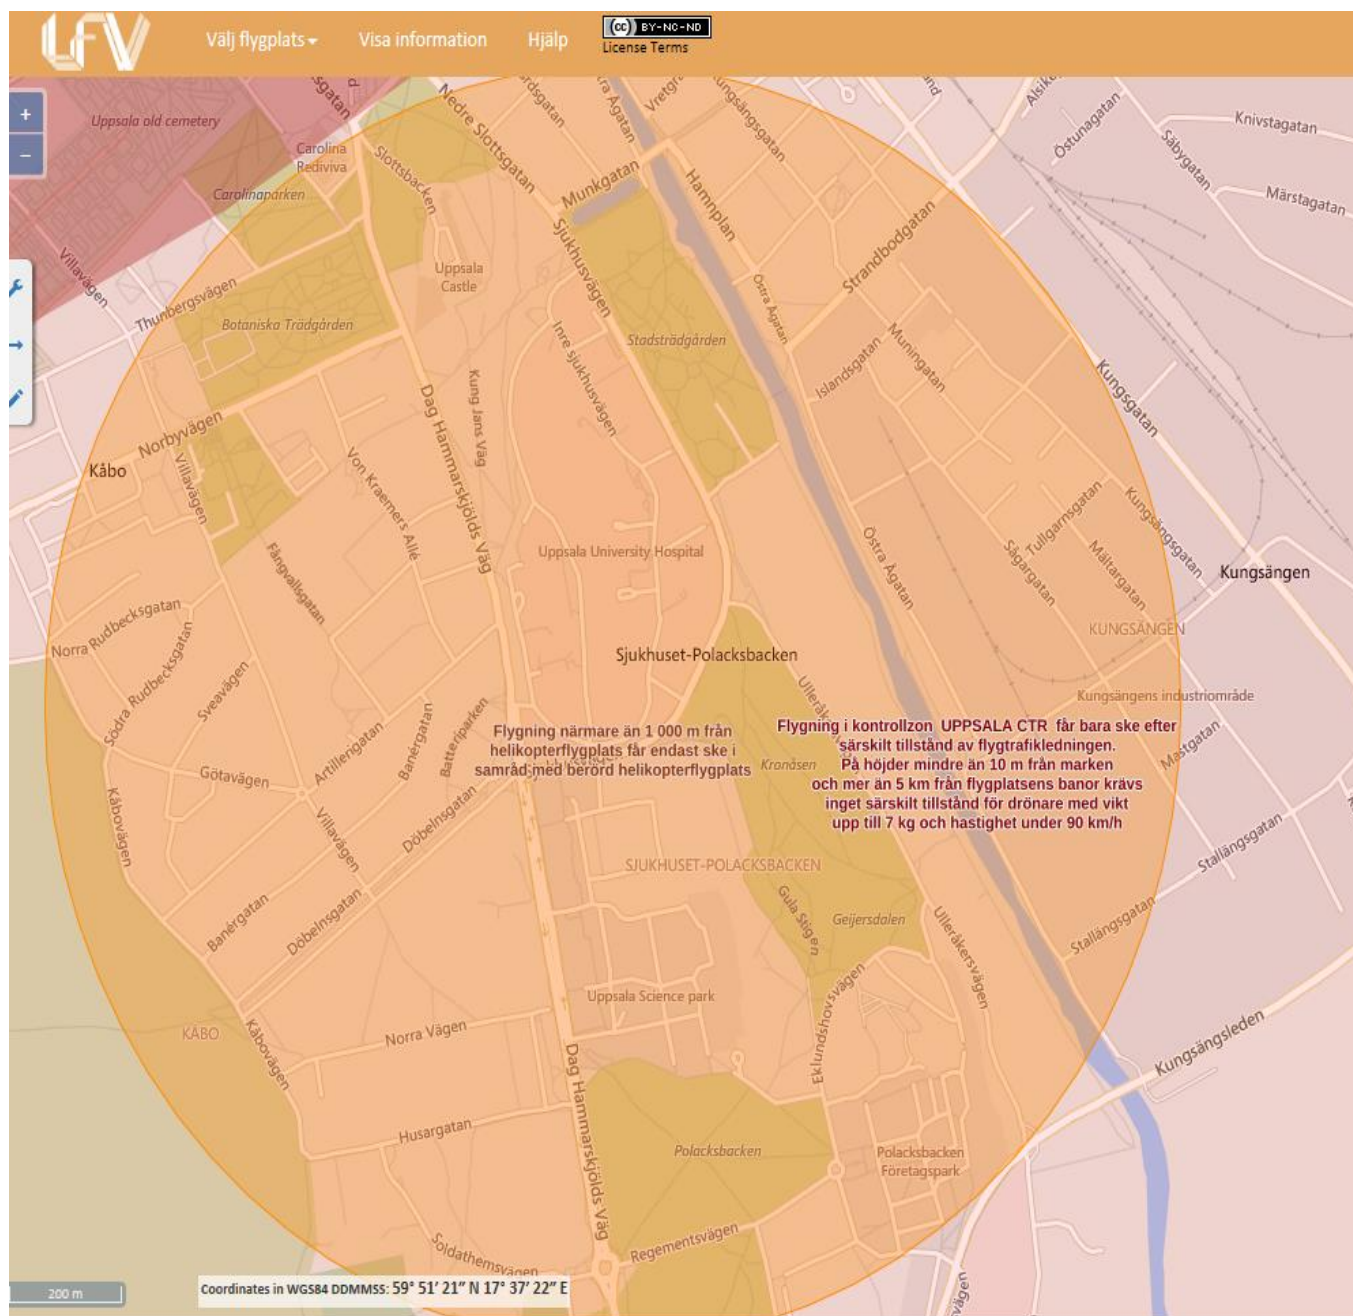 LFV
Välj flygplats
Visa information
Hjälp
(cc) BY-NC-ND
License Terms
+
−
Uppsala old cemetery
Carolina
Rediviva
Carolinaparken
Slottsbacken
Nedre Slottsgatan
Munkgatan
Hamnplan
Strandbodgatan
Östunagatan
Säbygatan
Knivstagatan
Märstagatan
Villavägen
Thunbergsvägen
Botaniska Trädgården
Uppsala
Castle
Sjukhusvägen
Stadsträdgården
Östra Ågatan
Islandsgatan
Muningatan
Kungsgatan
Kungsängsgatan
Inre sjukhusvägen
Kung Jans Väg
Dag Hammarskjölds Väg
Norbyvägen
Kåbo
Villavägen
Von Kraemers Allé
Fångvallsgatan
Uppsala University Hospital
Östra Ågatan
Sågargatan
Tullgarnsgatan
Mältargatan
Kungsängsgatan
Kungsängen
KUNGSÄNGEN
Norra Rudbecksgatan
Södra Rudbecksgatan
Sveavägen
Sjukhuset-Polacksbacken
Kungsängens industriområde
Mastgatan
Götavägen
Artillerigatan
Banérgatan
Batteriparken
Flygning närmare än 1 000 m från
helikopterflygplats får endast ske i
samråd med berörd helikopterflygplats
Kronåsen
Flygning i kontrollzon UPPSALA CTR får bara ske efter
särskilt tillstånd av flygtrafikledningen.
På höjder mindre än 10 m från marken
och mer än 5 km från flygplatsens banor krävs
inget särskilt tillstånd för drönare med vikt
upp till 7 kg och hastighet under 90 km/h
Kåbovägen
Villavägen
Döbelnsgatan
SJUKHUSET-POLACKSBACKEN
Stallängsgatan
Banérgatan
Döbelnsgatan
Gula Stigen
Geijersdalen
Ulleråkersvägen
Stallängsgatan
Uppsala Science park
KÅBO
Kåbovägen
Norra Vägen
Eklundshovsvägen
Kungsängsleden
Dag Hammarskjölds Väg
Husargatan
Polacksbacken
Polacksbacken
Företagspark
Soldathemsvägen
Regementsvägen
200 m
Coordinates in WGS84 DDMMSS: 59° 51' 21" N 17° 37' 22" E